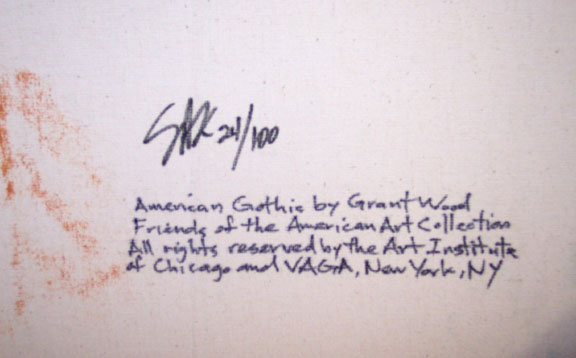 24/100
American Gothic by Grant Wood
Friends of the American Art Collection
All rights reserved by the Art Institute
of Chicago and VAGA, New York, NY